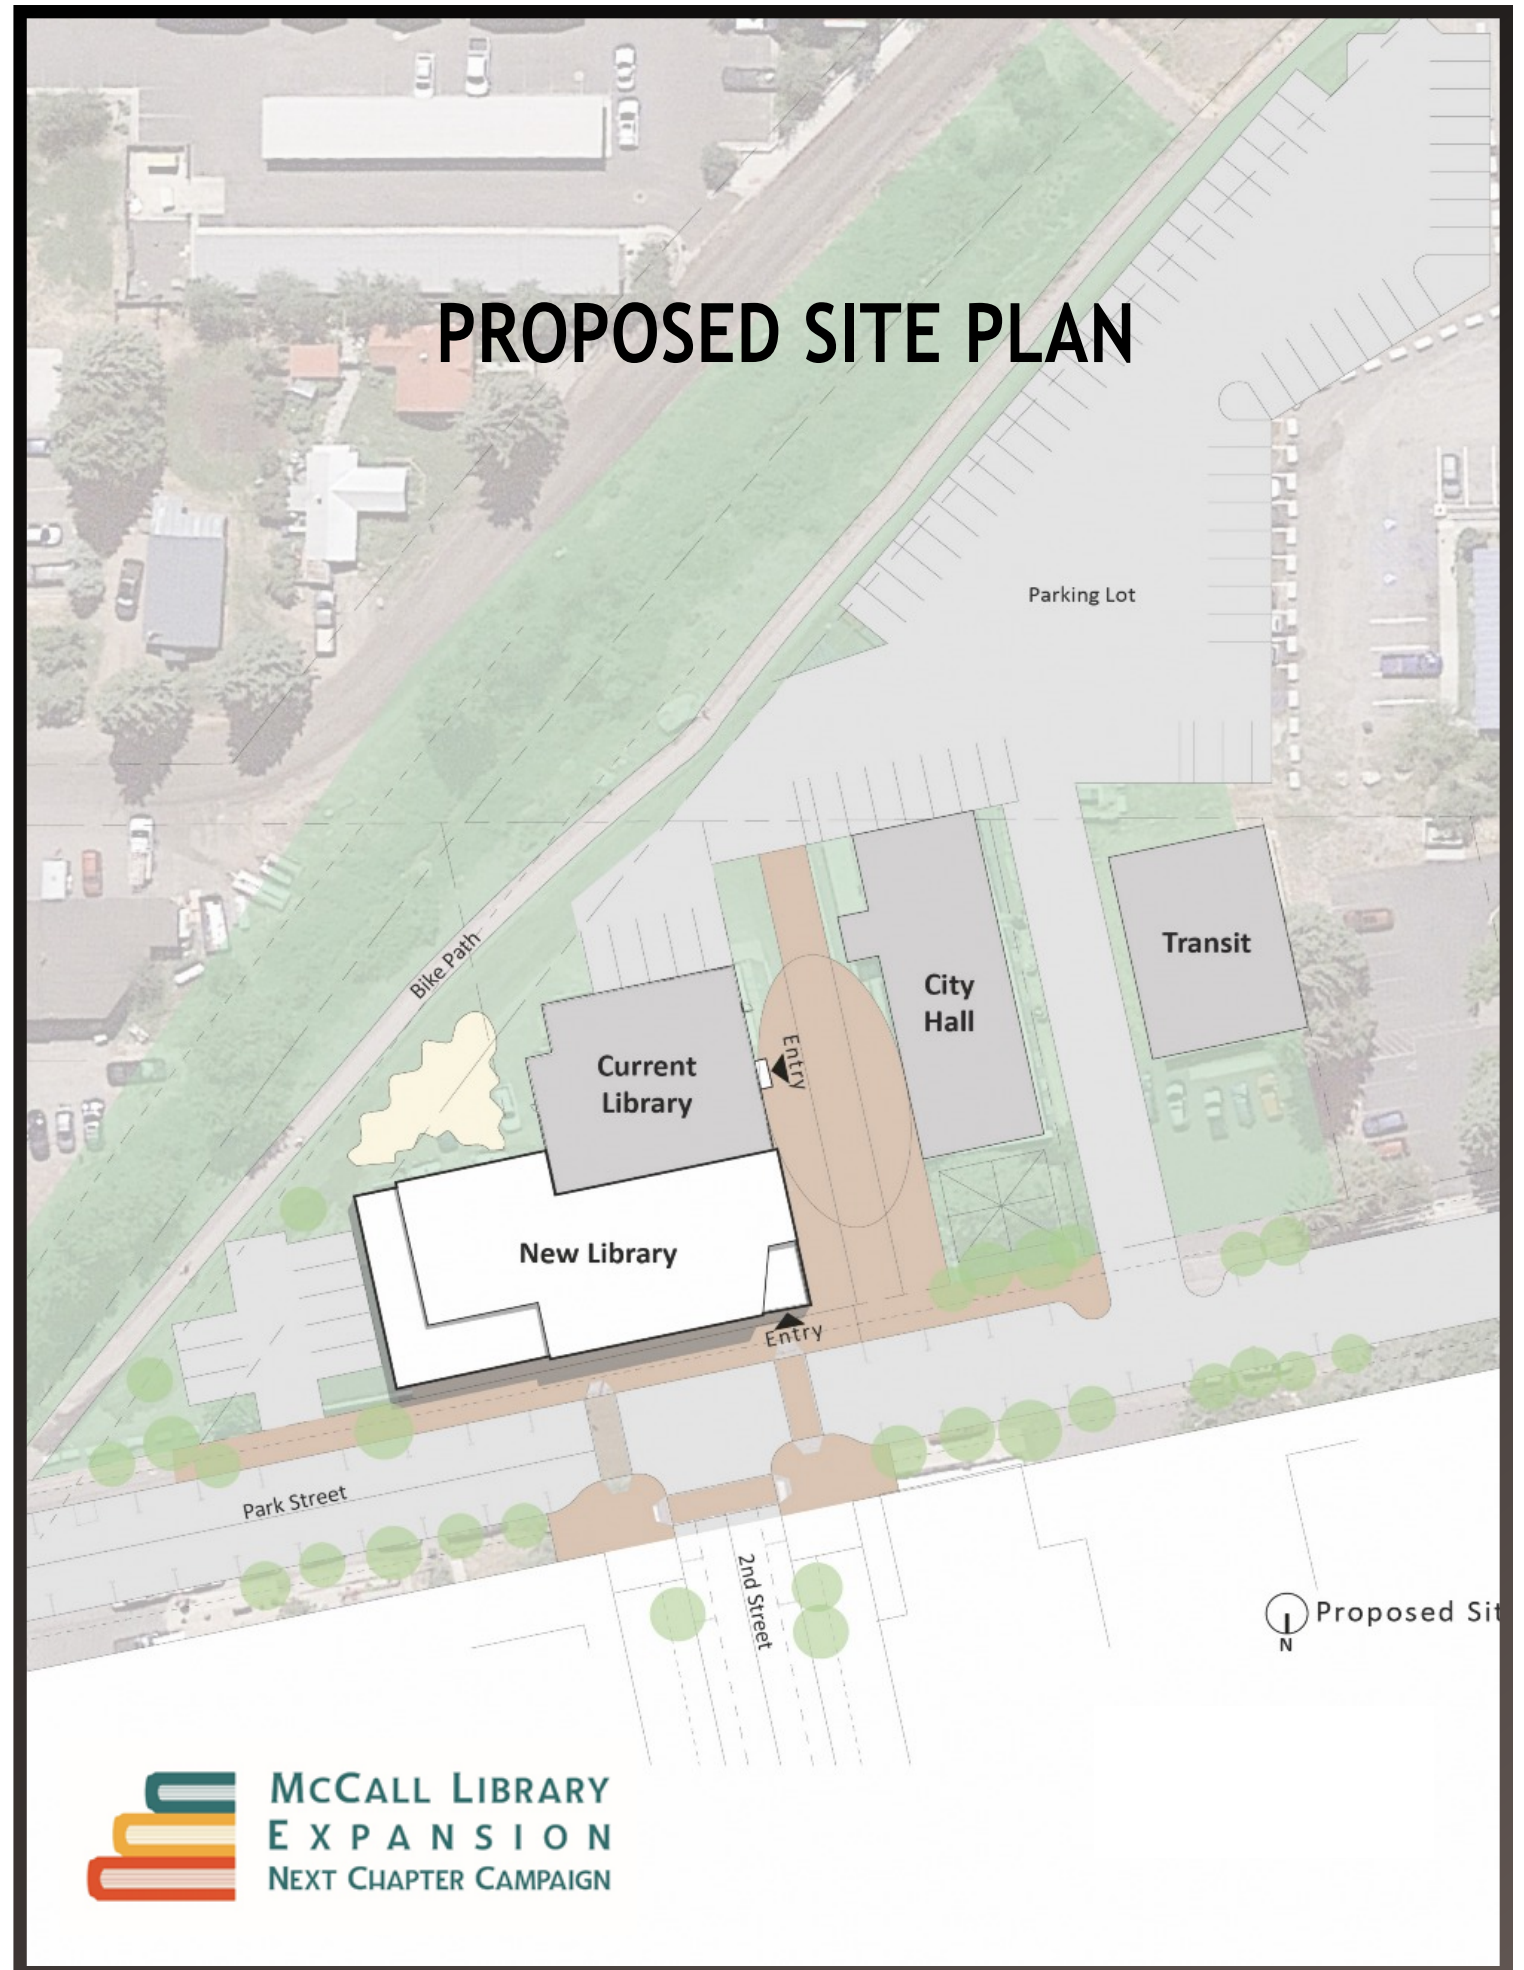 PROPOSED SITE PLAN
Parking Lot
Bike Path
Transit
City
Hall
Entry
Current
Library
New Library
Entry
Park Street
2nd Street
Proposed Sit
N
McCall Library
Expansion
Next Chapter Campaign